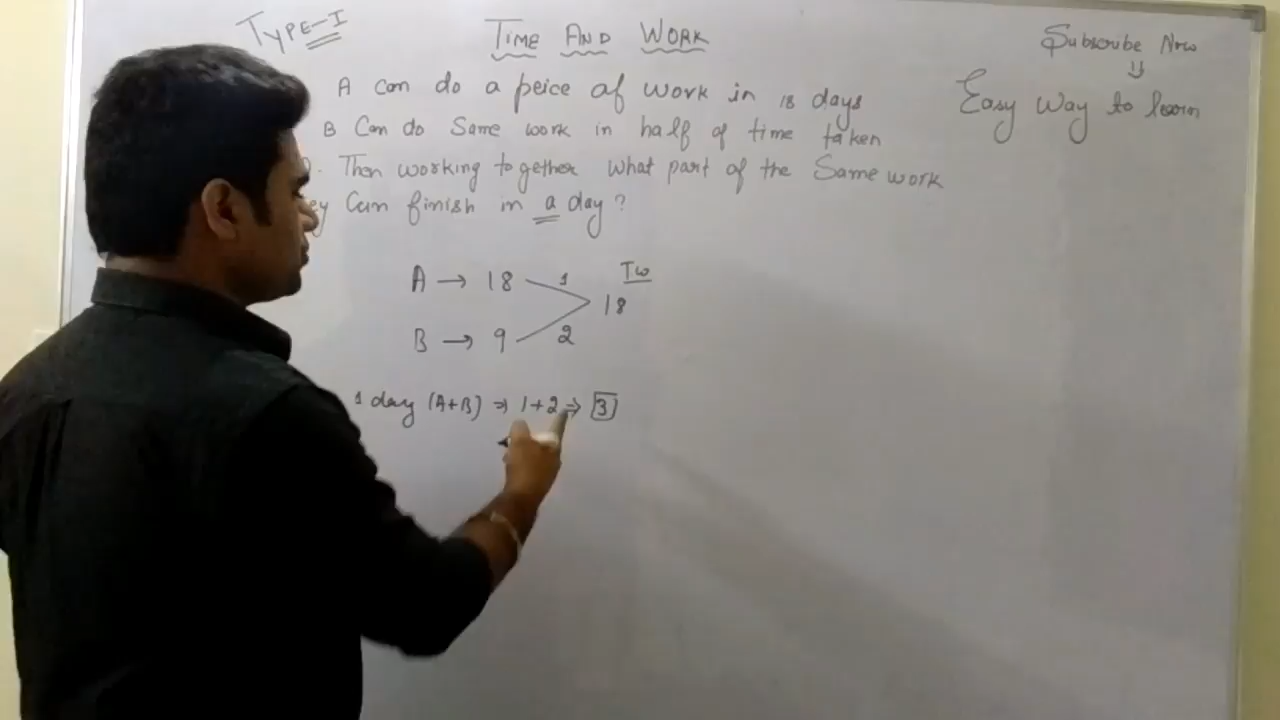 TYPE-I
TIME AND WORK
Subscribe Now
⇓
Easy Way to learn
A can do a peice of work in 18 days
B Can do Same work in half of time taken
Then working together what part of the Same work
Can finish in a day?
A → 18 1 Tw
18
B → 9 2
1 day (A+B) ⇒ 1+2 ⇒ 3